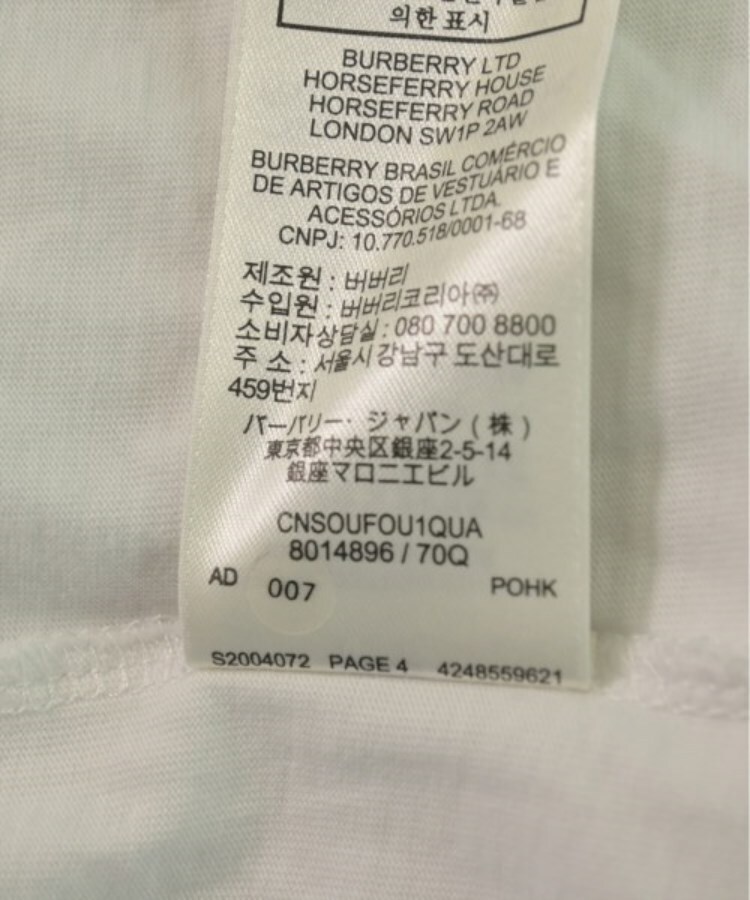 의한 표시
BURBERRY LTD
HORSEFERRY HOUSE
HORSEFERRY ROAD
LONDON SW1P 2AW
BURBERRY BRASIL COMÉRCIO
DE ARTIGOS DE VESTUÁRIO E
ACESSÓRIOS LTDA.
CNPJ: 10.770.518/0001-68
제조원 : 버버리
수입원 : 버버리코리아㈜
소비자상담실 : 080 700 8800
주 소 : 서울시 강남구 도산대로
459번지
バーバリー・ジャパン ( 株 )
東京都中央区銀座2-5-14
銀座マロニエビル
CNSOUFOU1QUA
8014896 / 70Q
AD 007 POHK
S2004072 PAGE 4 4248559621